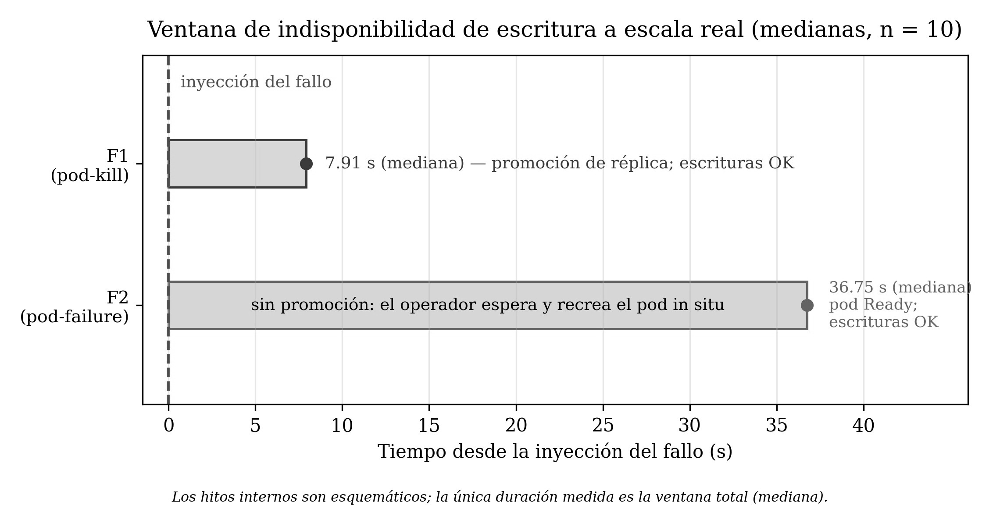 Ventana de indisponibilidad de escritura a escala real (medianas, n = 10)
inyección del fallo
F1
(pod-kill)
7.91 s (mediana) — promoción de réplica; escrituras OK
F2
(pod-failure)
sin promoción: el operador espera y recrea el pod in situ
36.75 s (mediana)
pod Ready;
escrituras OK
0 5 10 15 20 25 30 35 40
Tiempo desde la inyección del fallo (s)
Los hitos internos son esquemáticos; la única duración medida es la ventana total (mediana).